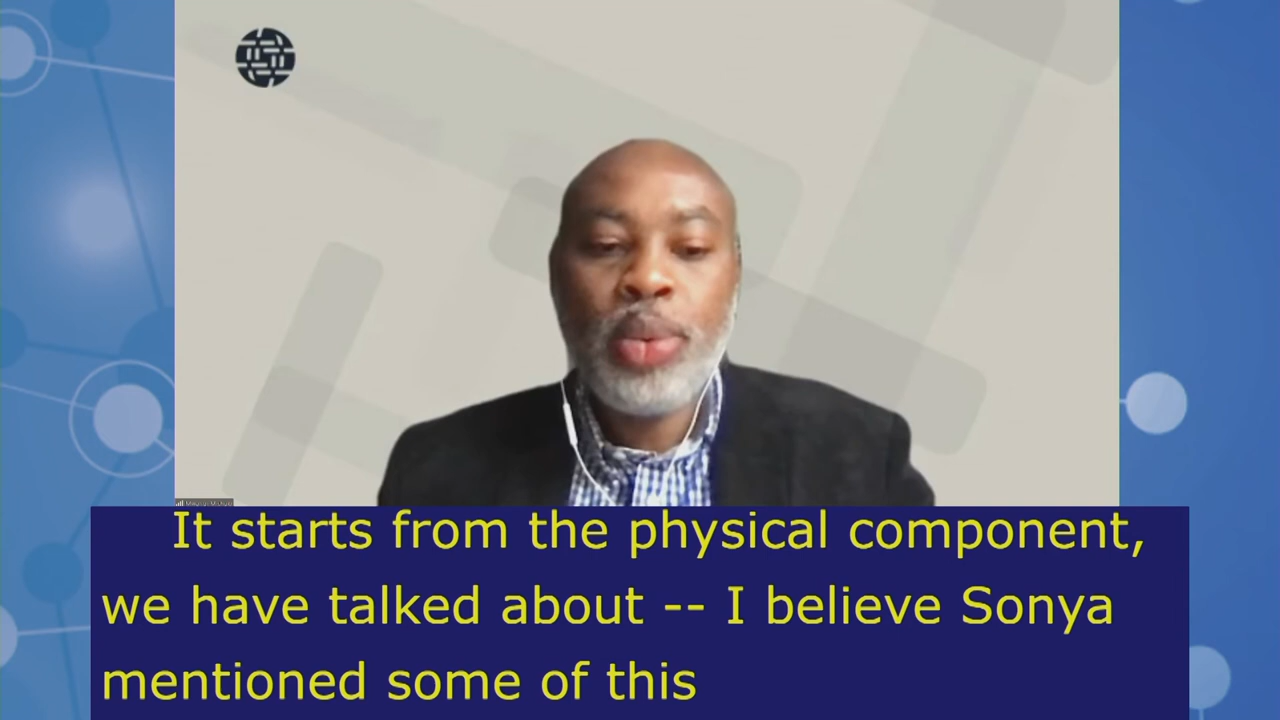 It starts from the physical component,
we have talked about -- I believe Sonya
mentioned some of this